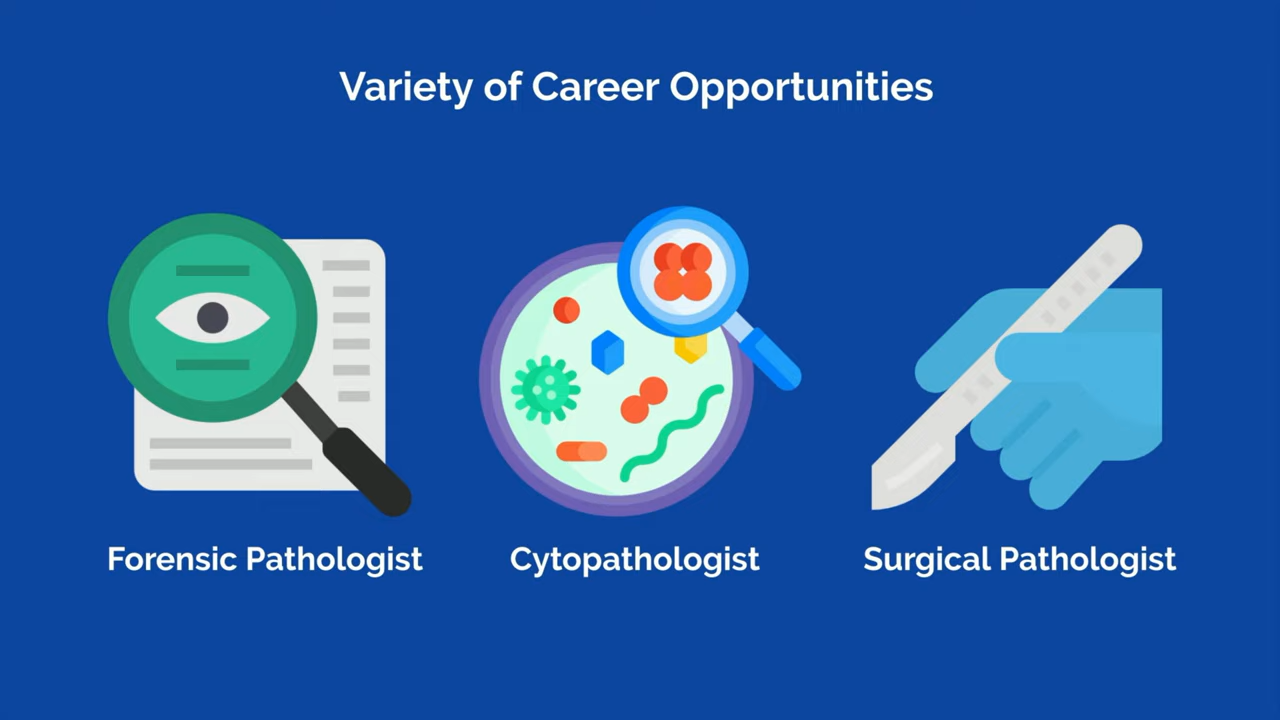 Variety of Career Opportunities
Forensic Pathologist
Cytopathologist
Surgical Pathologist